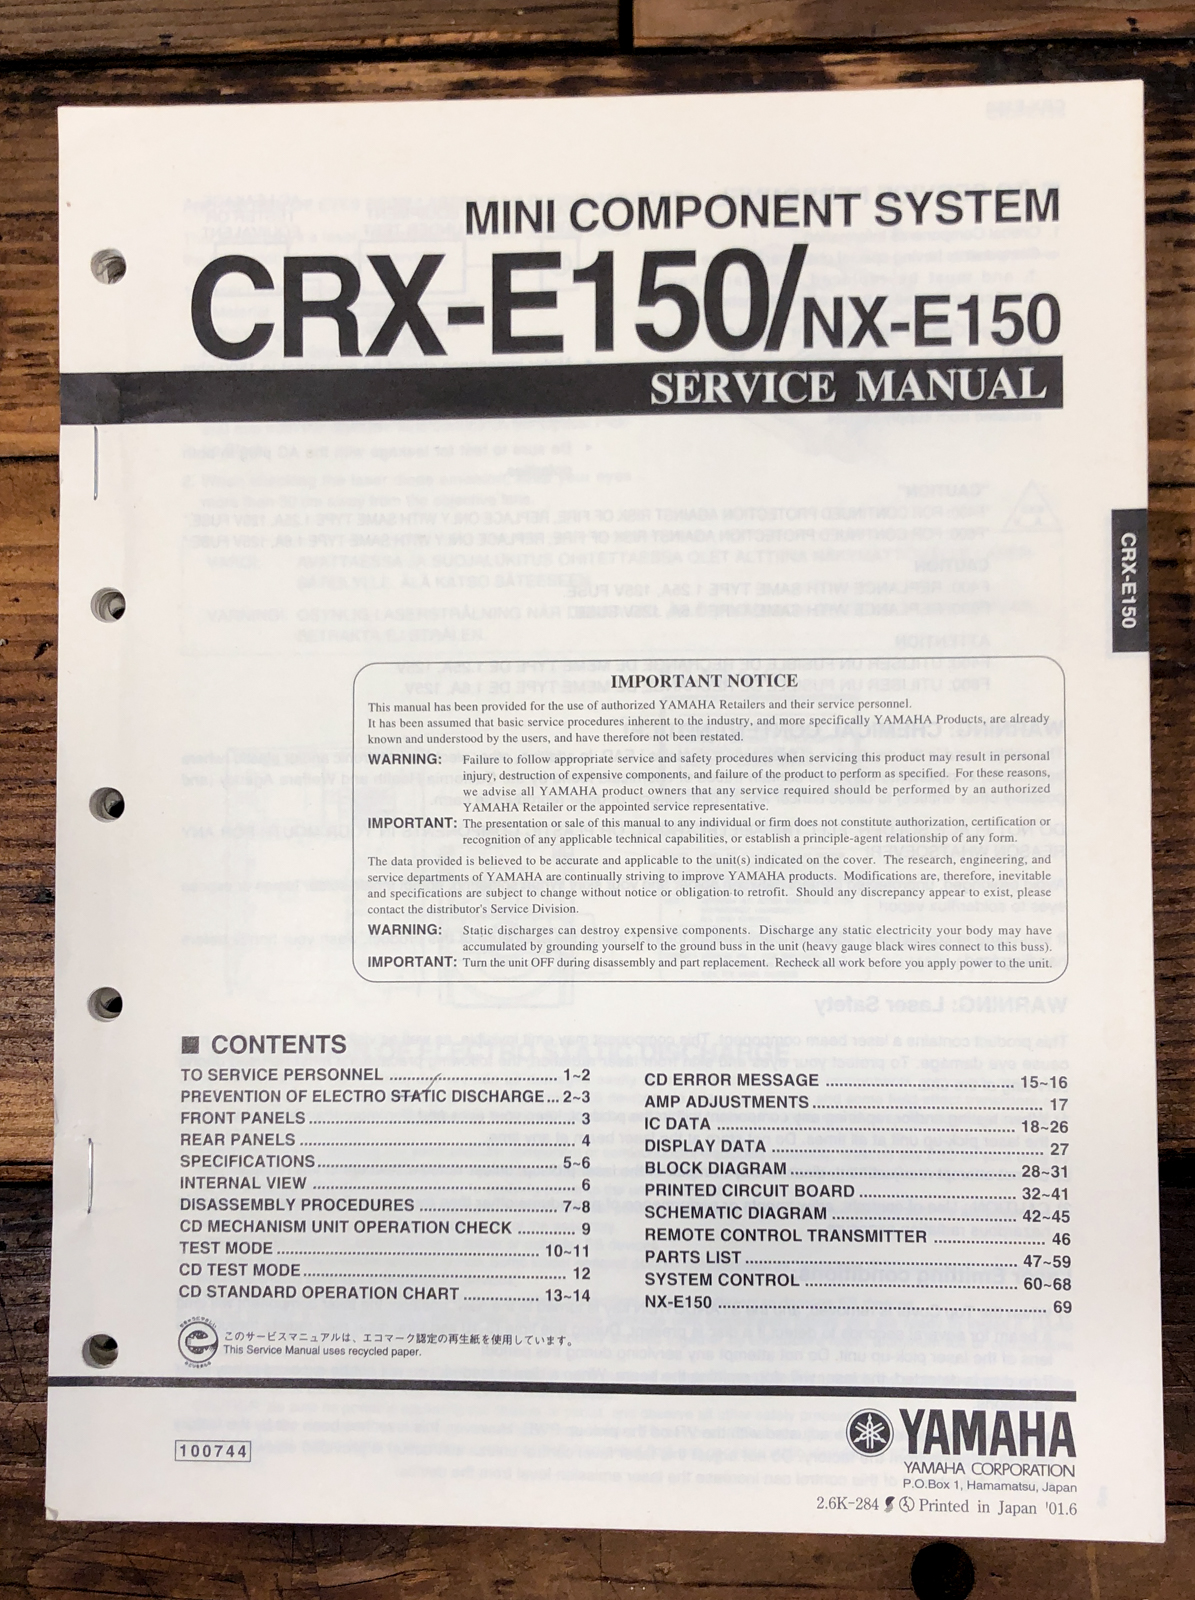 MINI COMPONENT SYSTEM
CRX-E150/NX-E150
SERVICE MANUAL
CRX-E150
IMPORTANT NOTICE
This manual has been provided for the use of authorized YAMAHA Retailers and their service personnel.
It has been assumed that basic service procedures inherent to the industry, and more specifically YAMAHA Products, are already
known and understood by the users, and have therefore not been restated.
WARNING: Failure to follow appropriate service and safety procedures when servicing this product may result in personal
injury, destruction of expensive components, and failure of the product to perform as specified. For these reasons,
we advise all YAMAHA product owners that any service required should be performed by an authorized
YAMAHA Retailer or the appointed service representative.
IMPORTANT: The presentation or sale of this manual to any individual or firm does not constitute authorization, certification or
recognition of any applicable technical capabilities, or establish a principle-agent relationship of any form.
The data provided is believed to be accurate and applicable to the unit(s) indicated on the cover. The research, engineering, and
service departments of YAMAHA are continually striving to improve YAMAHA products. Modifications are, therefore, inevitable
and specifications are subject to change without notice or obligation to retrofit. Should any discrepancy appear to exist, please
contact the distributor's Service Division.
WARNING: Static discharges can destroy expensive components. Discharge any static electricity your body may have
accumulated by grounding yourself to the ground buss in the unit (heavy gauge black wires connect to this buss).
IMPORTANT: Turn the unit OFF during disassembly and part replacement. Recheck all work before you apply power to the unit.
■ CONTENTS
TO SERVICE PERSONNEL ........ 1~2
PREVENTION OF ELECTRO STATIC DISCHARGE... 2~3
FRONT PANELS ........ 3
REAR PANELS ........ 4
SPECIFICATIONS ........ 5~6
INTERNAL VIEW ........ 6
DISASSEMBLY PROCEDURES ........ 7~8
CD MECHANISM UNIT OPERATION CHECK ........ 9
TEST MODE ........ 10~11
CD TEST MODE ........ 12
CD STANDARD OPERATION CHART ........ 13~14
CD ERROR MESSAGE ........ 15~16
AMP ADJUSTMENTS ........ 17
IC DATA ........ 18~26
DISPLAY DATA ........ 27
BLOCK DIAGRAM ........ 28~31
PRINTED CIRCUIT BOARD ........ 32~41
SCHEMATIC DIAGRAM ........ 42~45
REMOTE CONTROL TRANSMITTER ........ 46
PARTS LIST ........ 47~59
SYSTEM CONTROL ........ 60~68
NX-E150 ........ 69
このサービスマニュアルは、エコマーク認定の再生紙を使用しています。
This Service Manual uses recycled paper.
100744
YAMAHA
YAMAHA CORPORATION
P.O.Box 1, Hamamatsu, Japan
2.6K-284 Printed in Japan '01.6